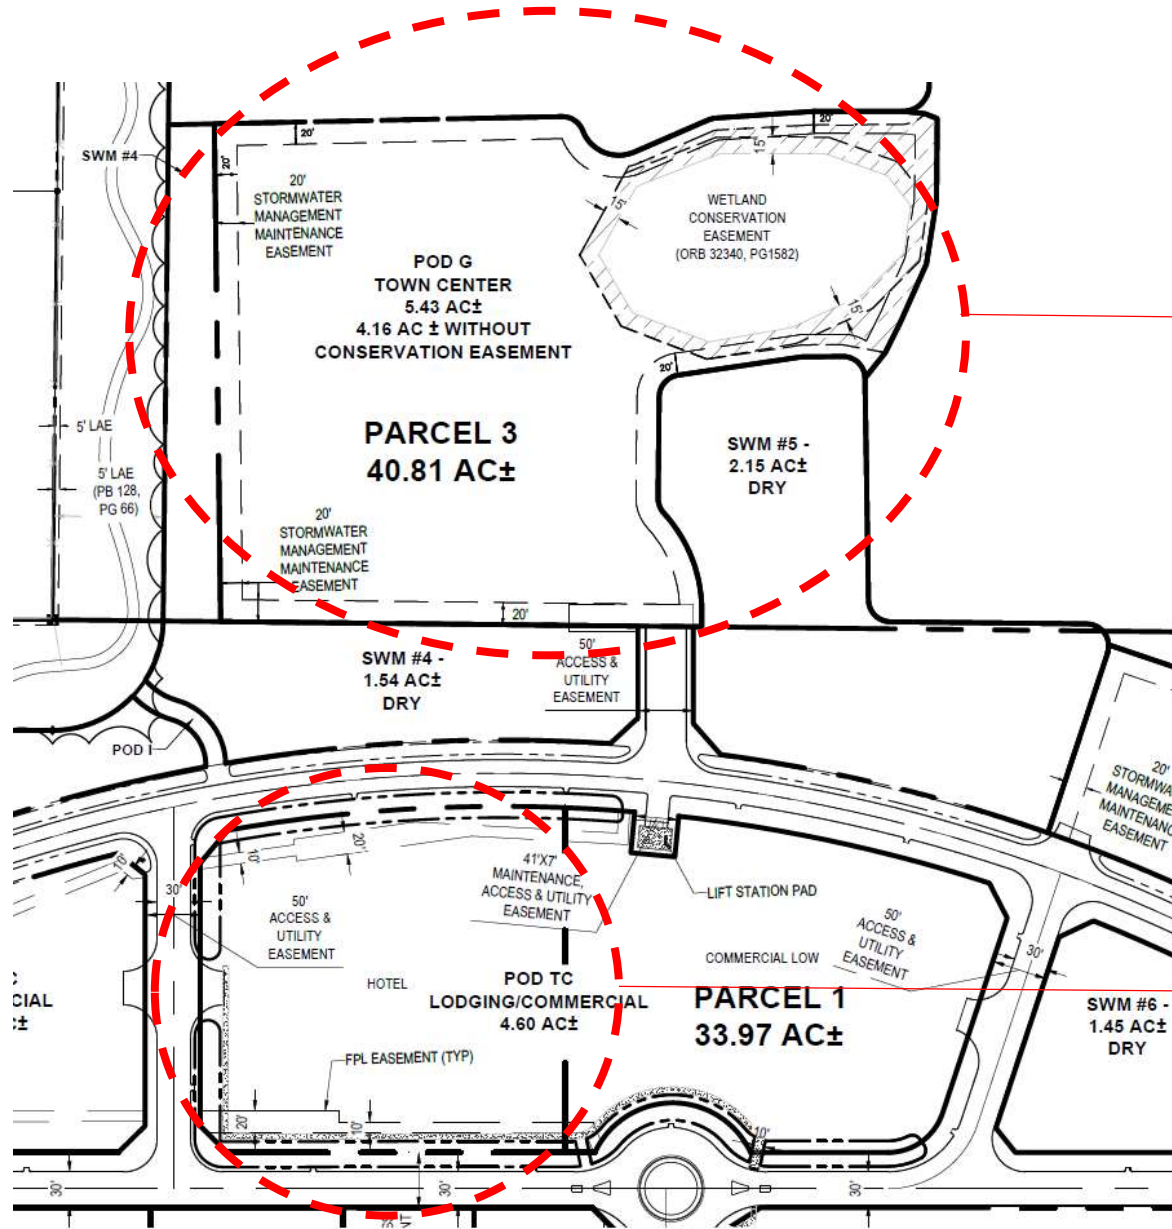 20'
20'
SWM #4
20'
15'
20'
STORMWATER
MANAGEMENT
MAINTENANCE
EASEMENT
15'
WETLAND
CONSERVATION
EASEMENT
(ORB 32340, PG1582)
POD G
TOWN CENTER
5.43 AC±
4.16 AC ± WITHOUT
CONSERVATION EASEMENT
15'
20'
PARCEL 3
40.81 AC±
5' LAE
5' LAE
(PB 128,
PG 66)
SWM #5 -
2.15 AC±
DRY
20'
STORMWATER
MANAGEMENT
MAINTENANCE
EASEMENT
20'
SWM #4 -
1.54 AC±
DRY
50'
ACCESS &
UTILITY
EASEMENT
POD I
20'
STORMWA
MANAGEME
MAINTENANC
EASEMENT
10'
20'
10'
30'
50'
ACCESS &
UTILITY
EASEMENT
41'X7'
MAINTENANCE,
ACCESS & UTILITY
EASEMENT
LIFT STATION PAD
50'
ACCESS &
UTILITY
EASEMENT
30'
COMMERCIAL LOW
HOTEL
POD TC
LODGING/COMMERCIAL
4.60 AC±
PARCEL 1
33.97 AC±
C
CIAL
C±
SWM #6 -
1.45 AC±
DRY
FPL EASEMENT (TYP)
20'
10'
10'
30'
30'
30'
NT